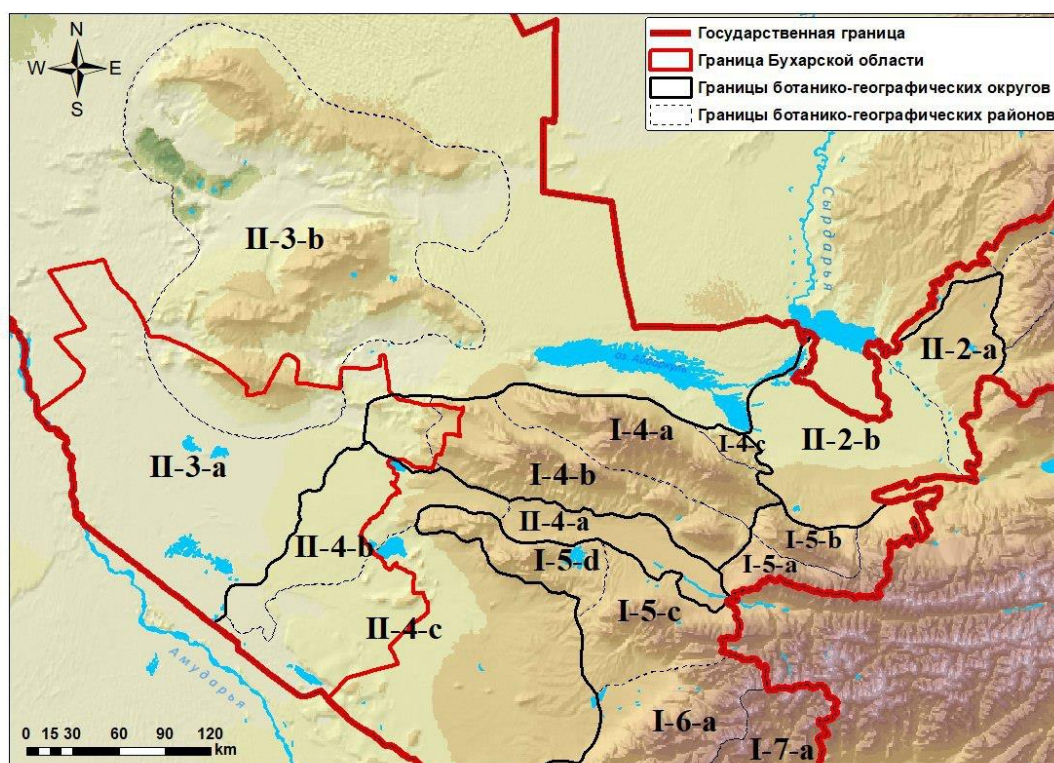 N
W E
S
Государственная граница
Граница Бухарской области
Границы ботанико-географических округов
Границы ботанико-географических районов
Сырдарья
II-3-b
II-2-a
оз. Айдаркуль
II-3-a
I-4-a
I-4-c
II-2-b
I-4-b
II-4-a
II-4-b
I-5-b
I-5-d
I-5-a
I-5-c
II-4-c
Амударья
I-6-a
I-7-a
0 15 30 60 90 120
km